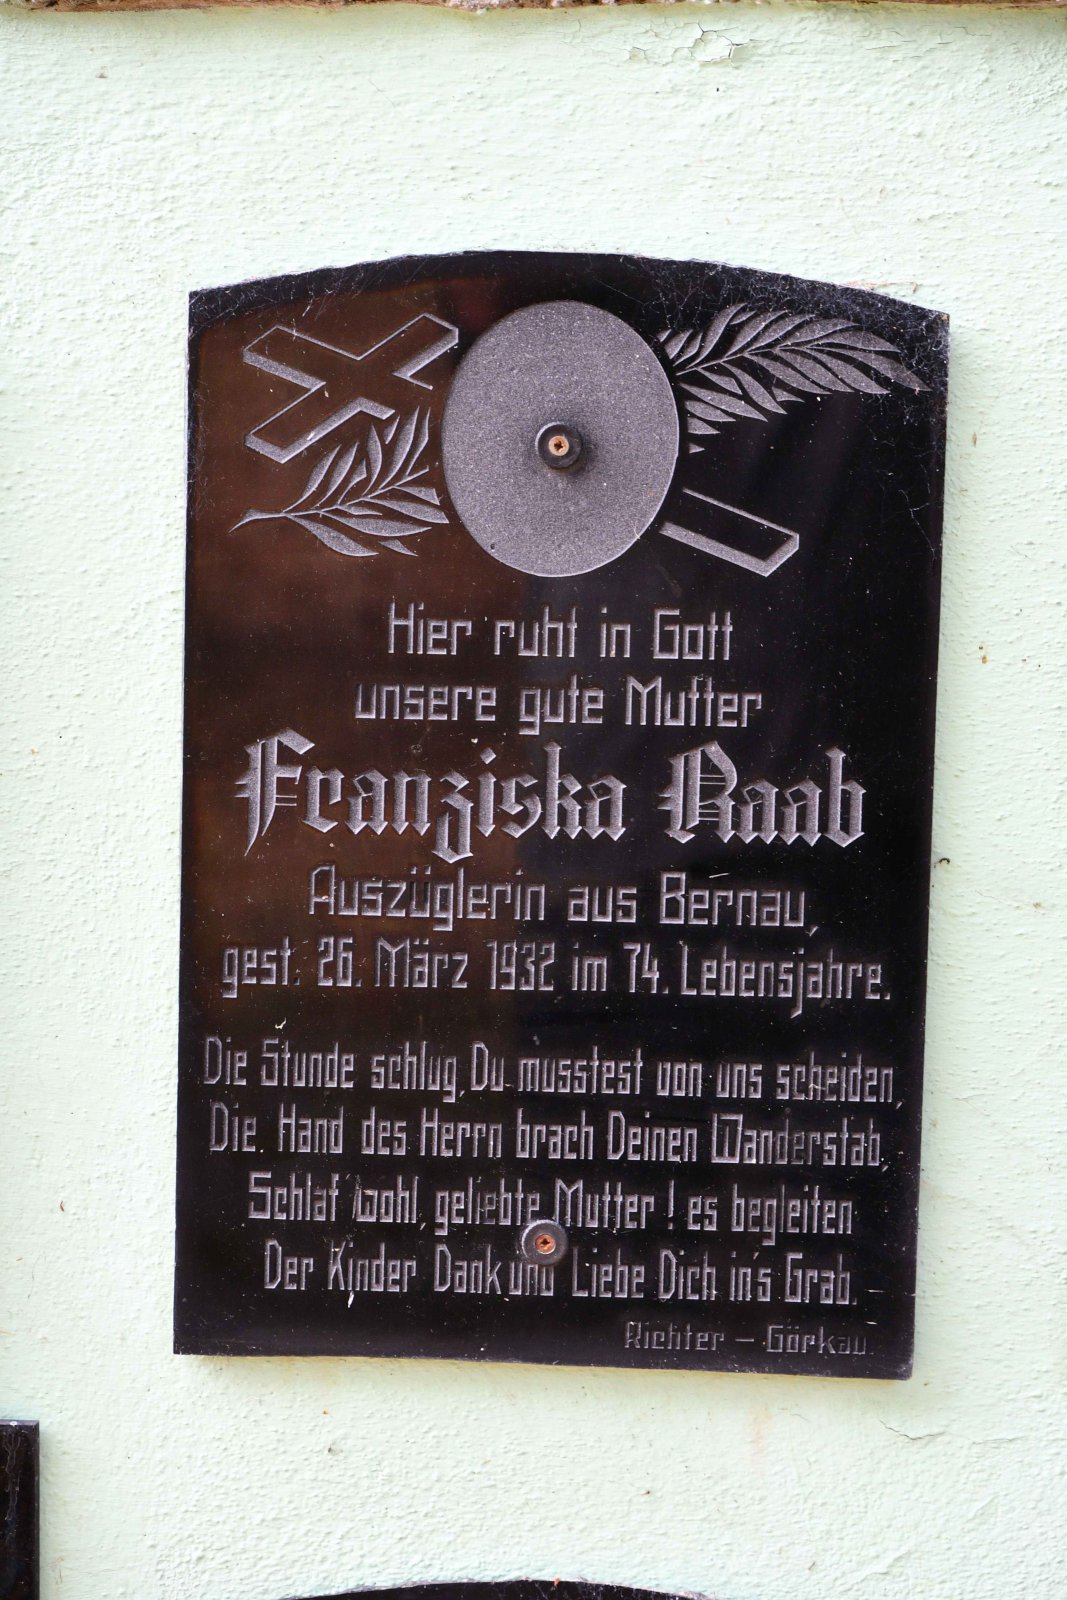 Hier ruht in Gott
unsere gute Mutter
Franziska Raab
Auszüglerin aus Bernau,
gest. 26. März 1932 im 74. Lebensjahre.
Die Stunde schlug, Du musstest von uns scheiden,
Die Hand des Herrn brach Deinen Wanderstab,
Schlaf wohl, geliebte Mutter! es begleiten
Der Kinder Dank und Liebe Dich in's Grab.
Richter – Görkau.